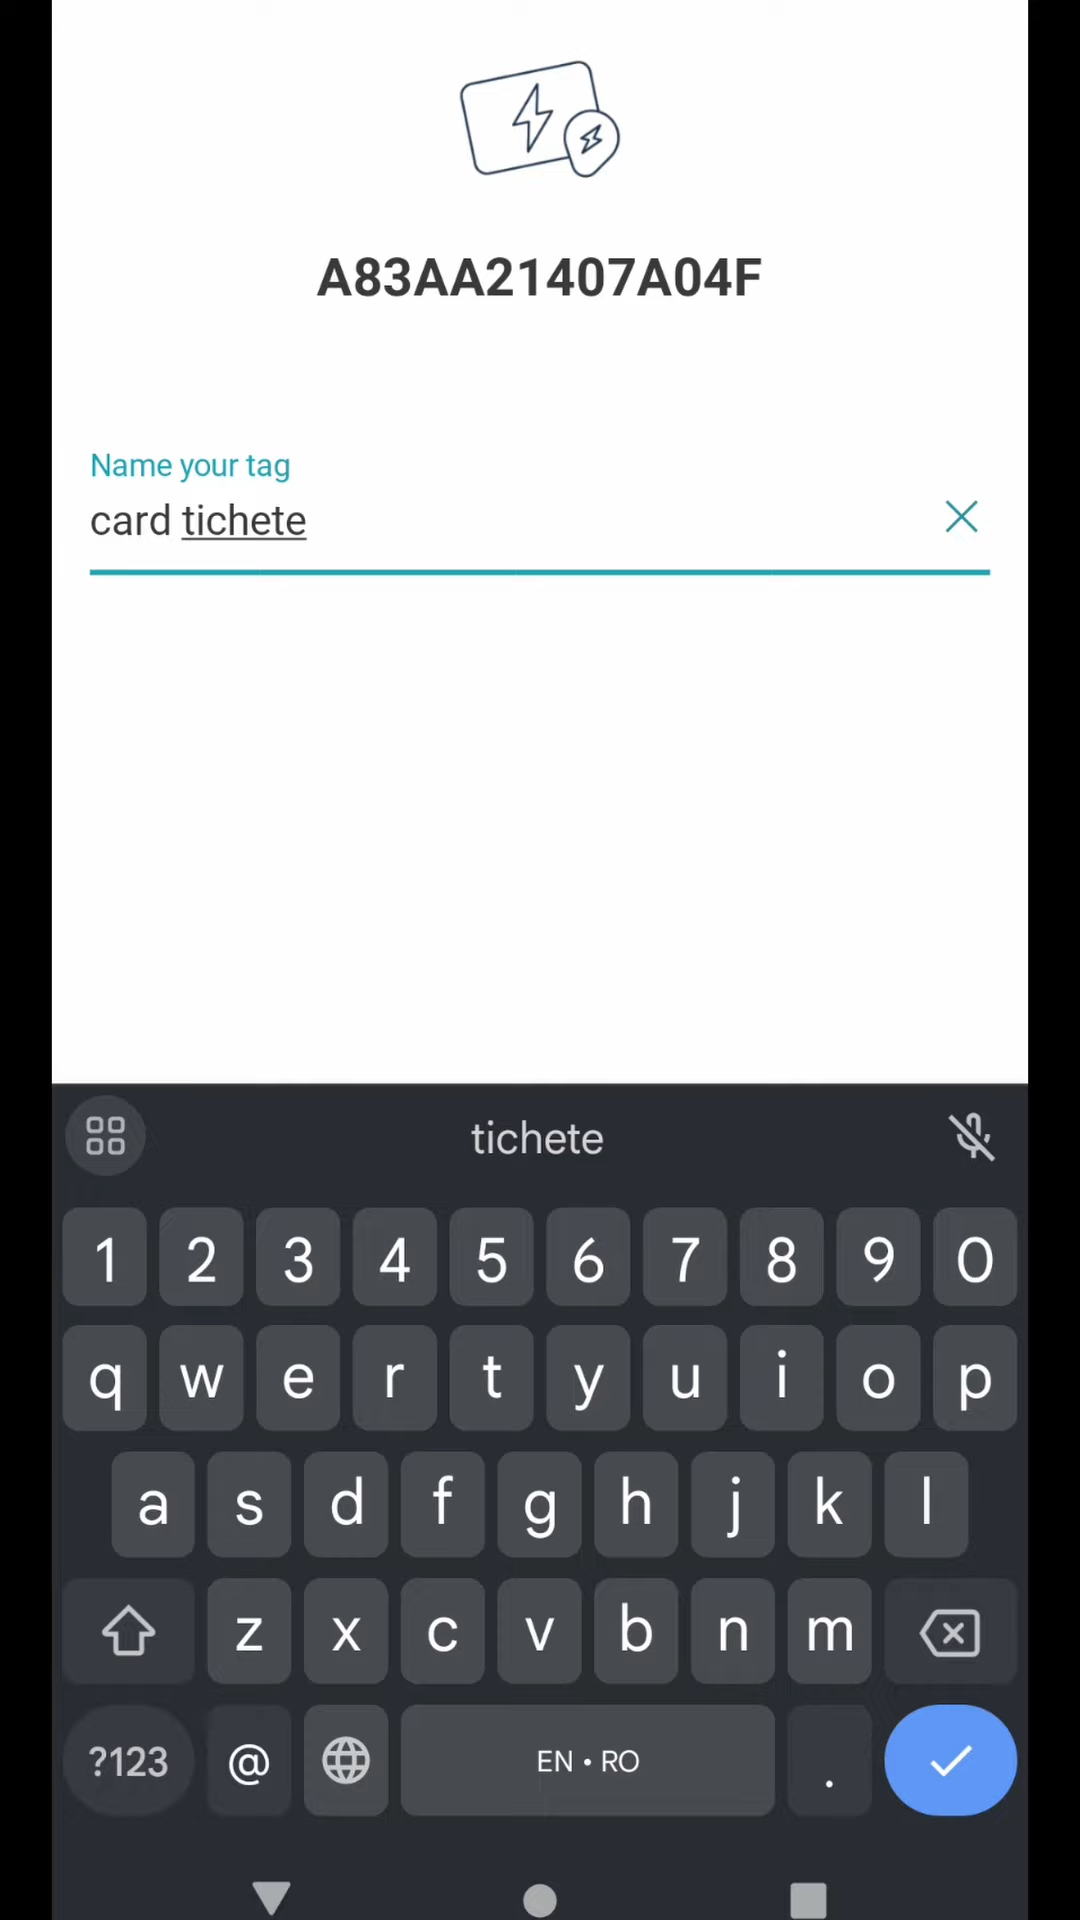 A83AA21407A04F
Name your tag
card tichete
tichete
1 2 3 4 5 6 7 8 9 0
q w e r t y u i o p
a s d f g h j k l
z x c v b n m
?123 @ EN • RO .